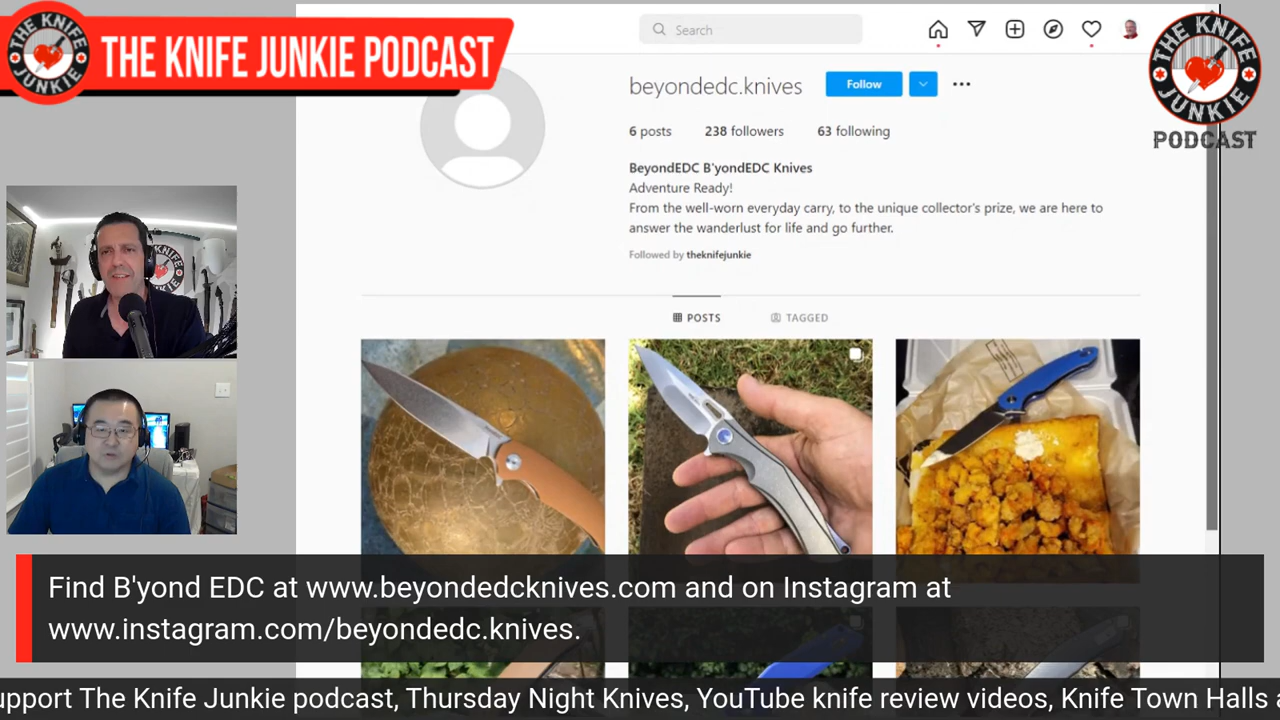 THE KNIFE JUNKIE
THE KNIFE JUNKIE PODCAST
Search
THE KNIFE JUNKIE
PODCAST
beyondedc.knives
Follow
6 posts 238 followers 63 following
BeyondEDC B'yondEDC Knives
Adventure Ready!
From the well-worn everyday carry, to the unique collector's prize, we are here to
answer the wanderlust for life and go further.
Followed by theknifejunkie
POSTS TAGGED
KNIFE
Find B'yond EDC at www.beyondedcknives.com and on Instagram at
www.instagram.com/beyondedc.knives.
upport The Knife Junkie podcast, Thursday Night Knives, YouTube knife review videos, Knife Town Halls a